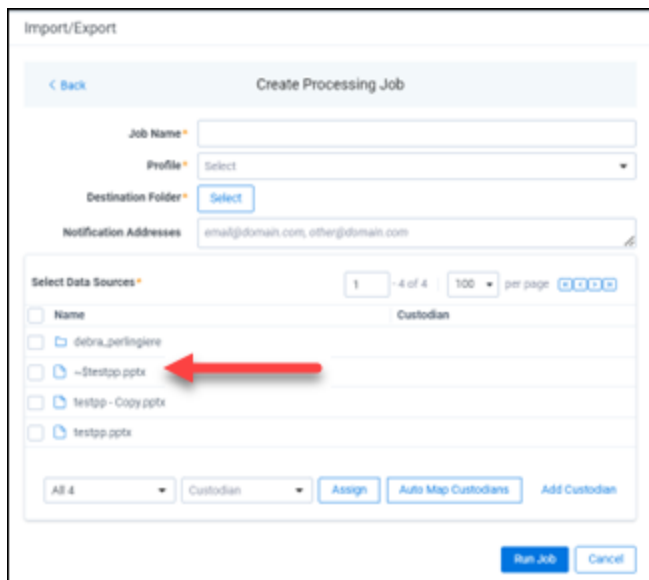 Import/Export
< Back
Create Processing Job
Job Name*
Profile* Select
Destination Folder* Select
Notification Addresses email@domain.com, other@domain.com
Select Data Sources* 1 - 4 of 4 100 per page
Name Custodian
debra_perlingiere
~$testpp.pptx
testpp - Copy.pptx
testpp.pptx
All 4 Custodian Assign Auto Map Custodians Add Custodian
Run Job Cancel